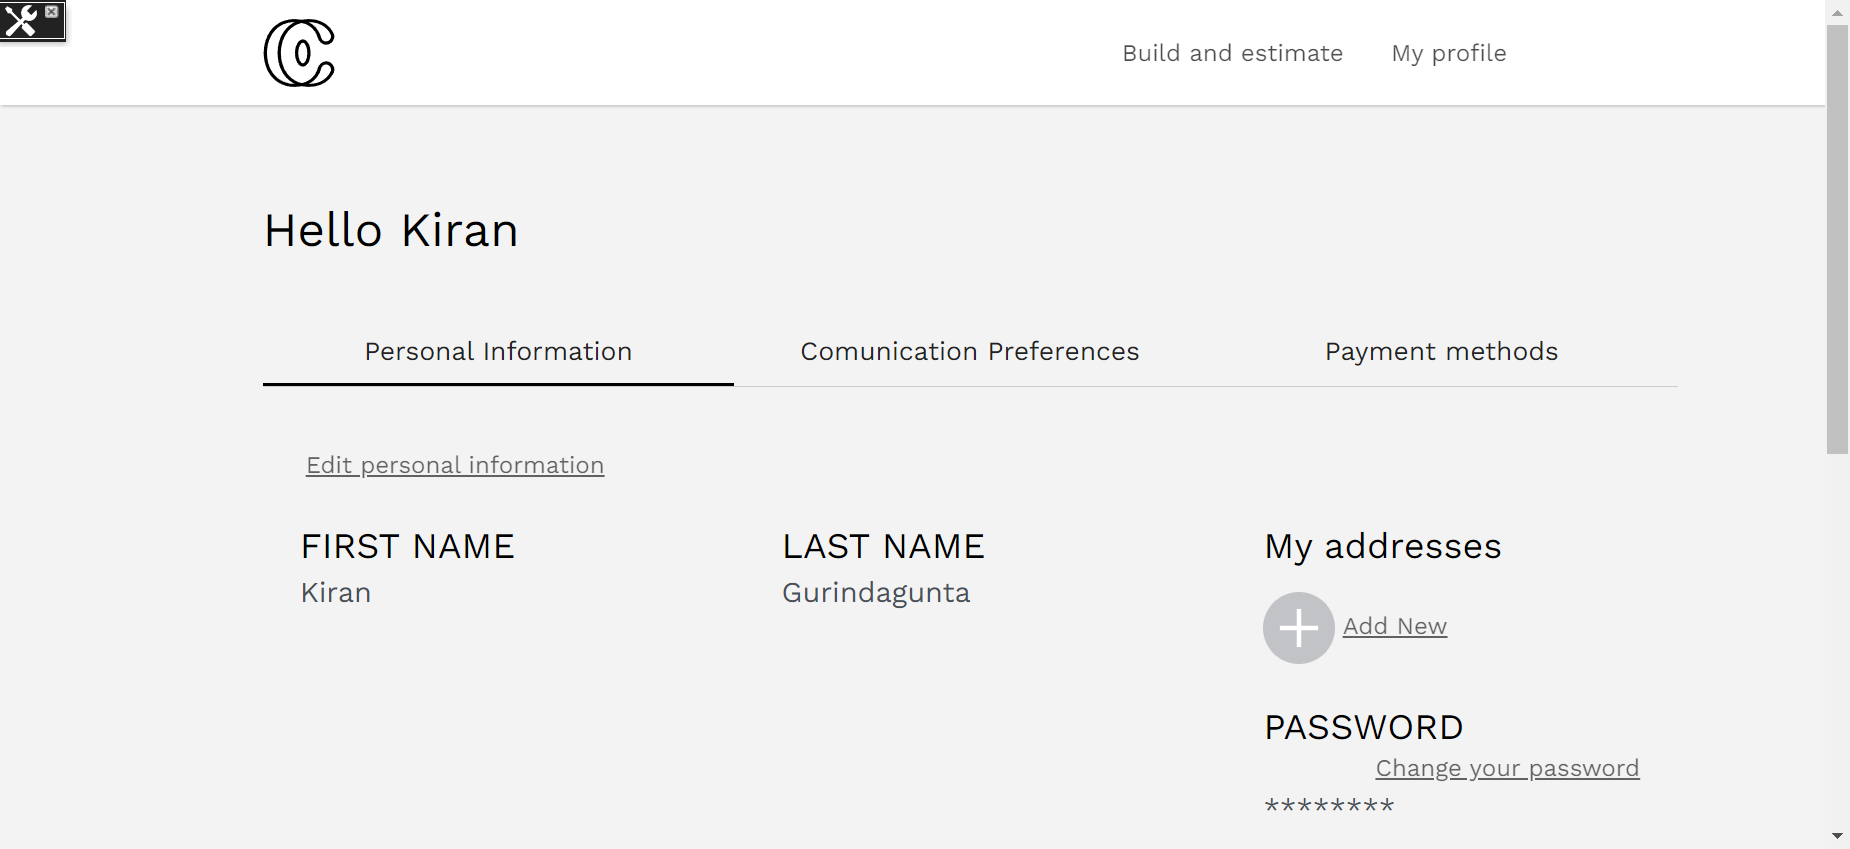 Build and estimate My profile
Hello Kiran
Personal Information Comunication Preferences Payment methods
Edit personal information
FIRST NAME LAST NAME My addresses
Kiran Gurindagunta
Add New
PASSWORD
Change your password
********